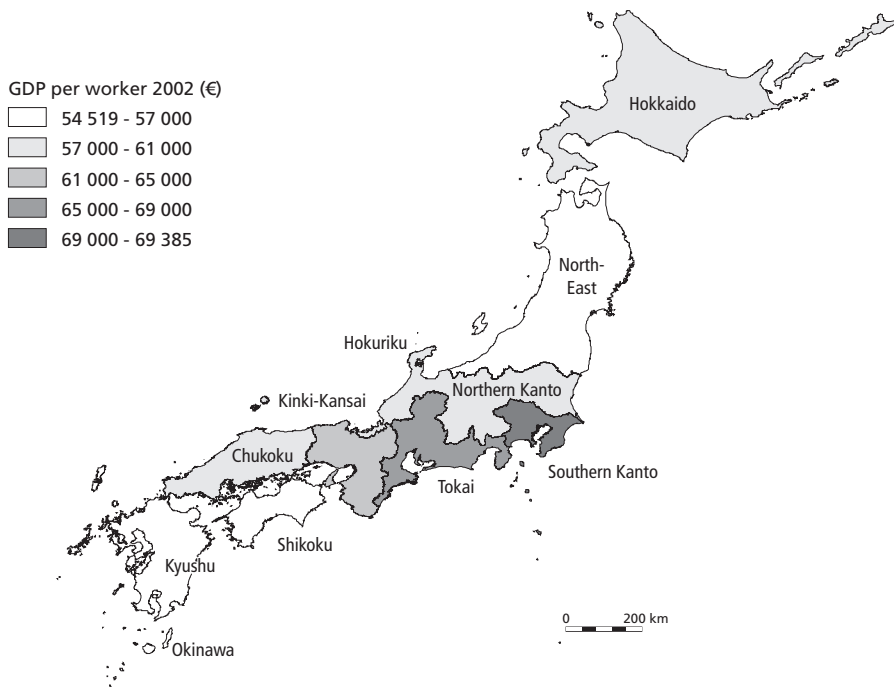 GDP per worker 2002 (€)
54 519 - 57 000
57 000 - 61 000
61 000 - 65 000
65 000 - 69 000
69 000 - 69 385
Hokkaido
North-
East
Hokuriku
Kinki-Kansai
Northern Kanto
Chukoku
Southern Kanto
Tokai
Shikoku
Kyushu
Okinawa
0 200 km